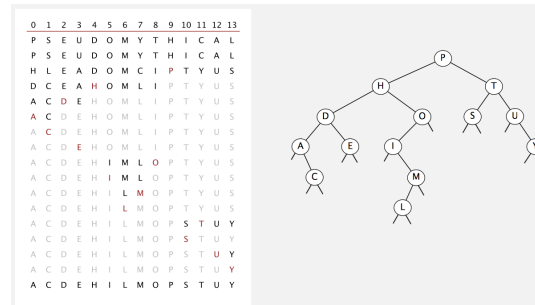 0 1 2 3 4 5 6 7 8 9 10 11 12 13
P S E U D O M Y T H I C A L
P S E U D O M Y T H I C A L
H L E A D O M C I P T Y U S
D C E A H O M L I P T Y U S
A C D E H O M L I P T Y U S
A C D E H O M L I P T Y U S
A C D E H O M L I P T Y U S
A C D E H O M L I P T Y U S
A C D E H I M L O P T Y U S
A C D E H I M L O P T Y U S
A C D E H I L M O P T Y U S
A C D E H I L M O P T Y U S
A C D E H I L M O P S T U Y
A C D E H I L M O P S T U Y
A C D E H I L M O P S T U Y
A C D E H I L M O P S T U Y
A C D E H I L M O P S T U Y
P
H T
D O S U
A E I Y
C M
L